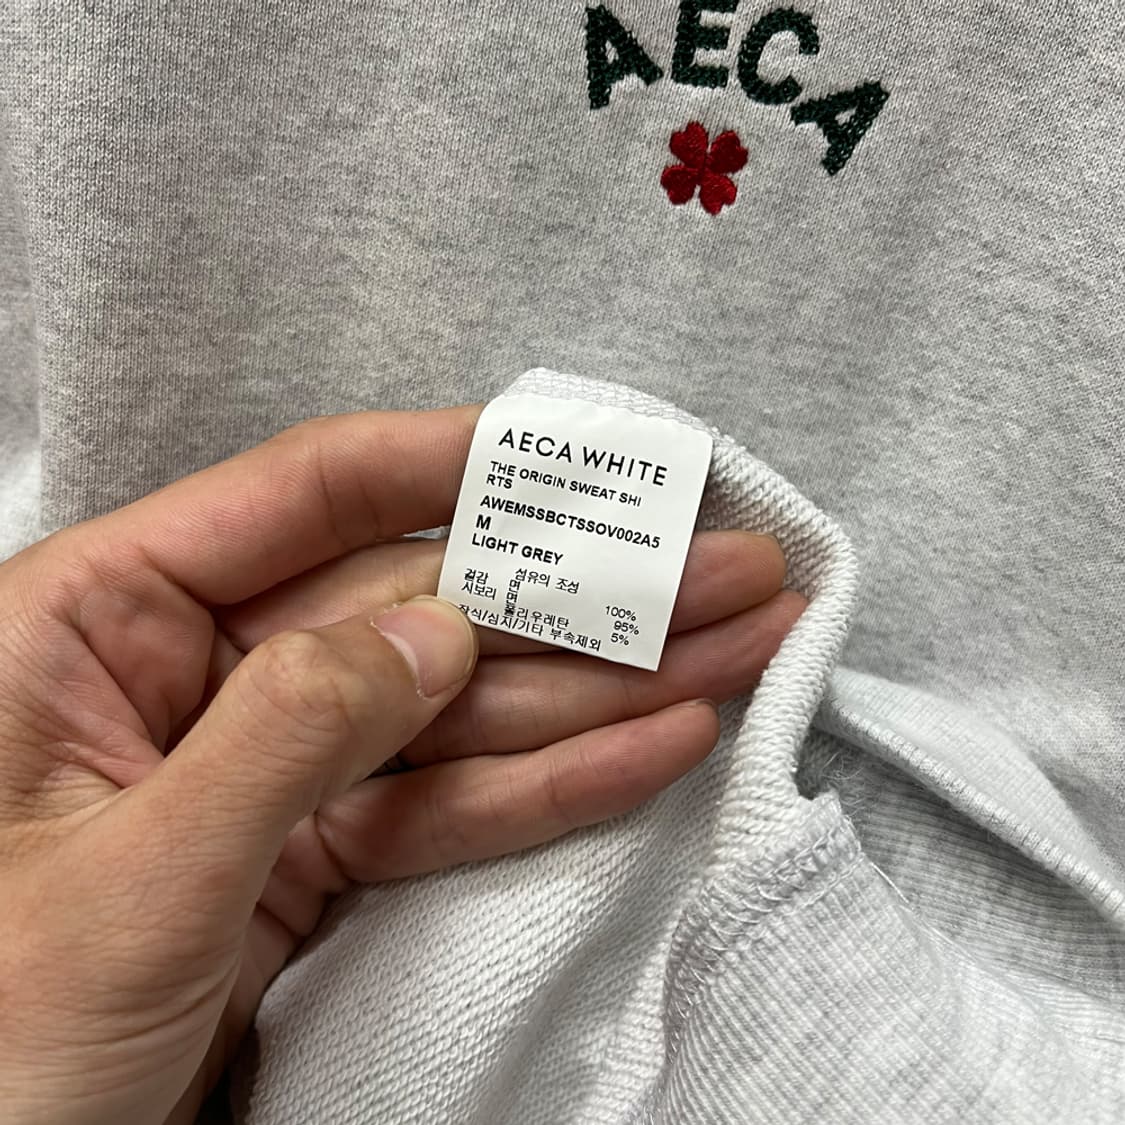 AECA
AECA WHITE
THE ORIGIN SWEAT SHI
RTS
AWEMSSBCTSSOV002A5
M
LIGHT GREY
섬유의 조성
겉감 면 100%
시보리 면 95%
폴리우레탄 5%
장식/심지/기타 부속제외